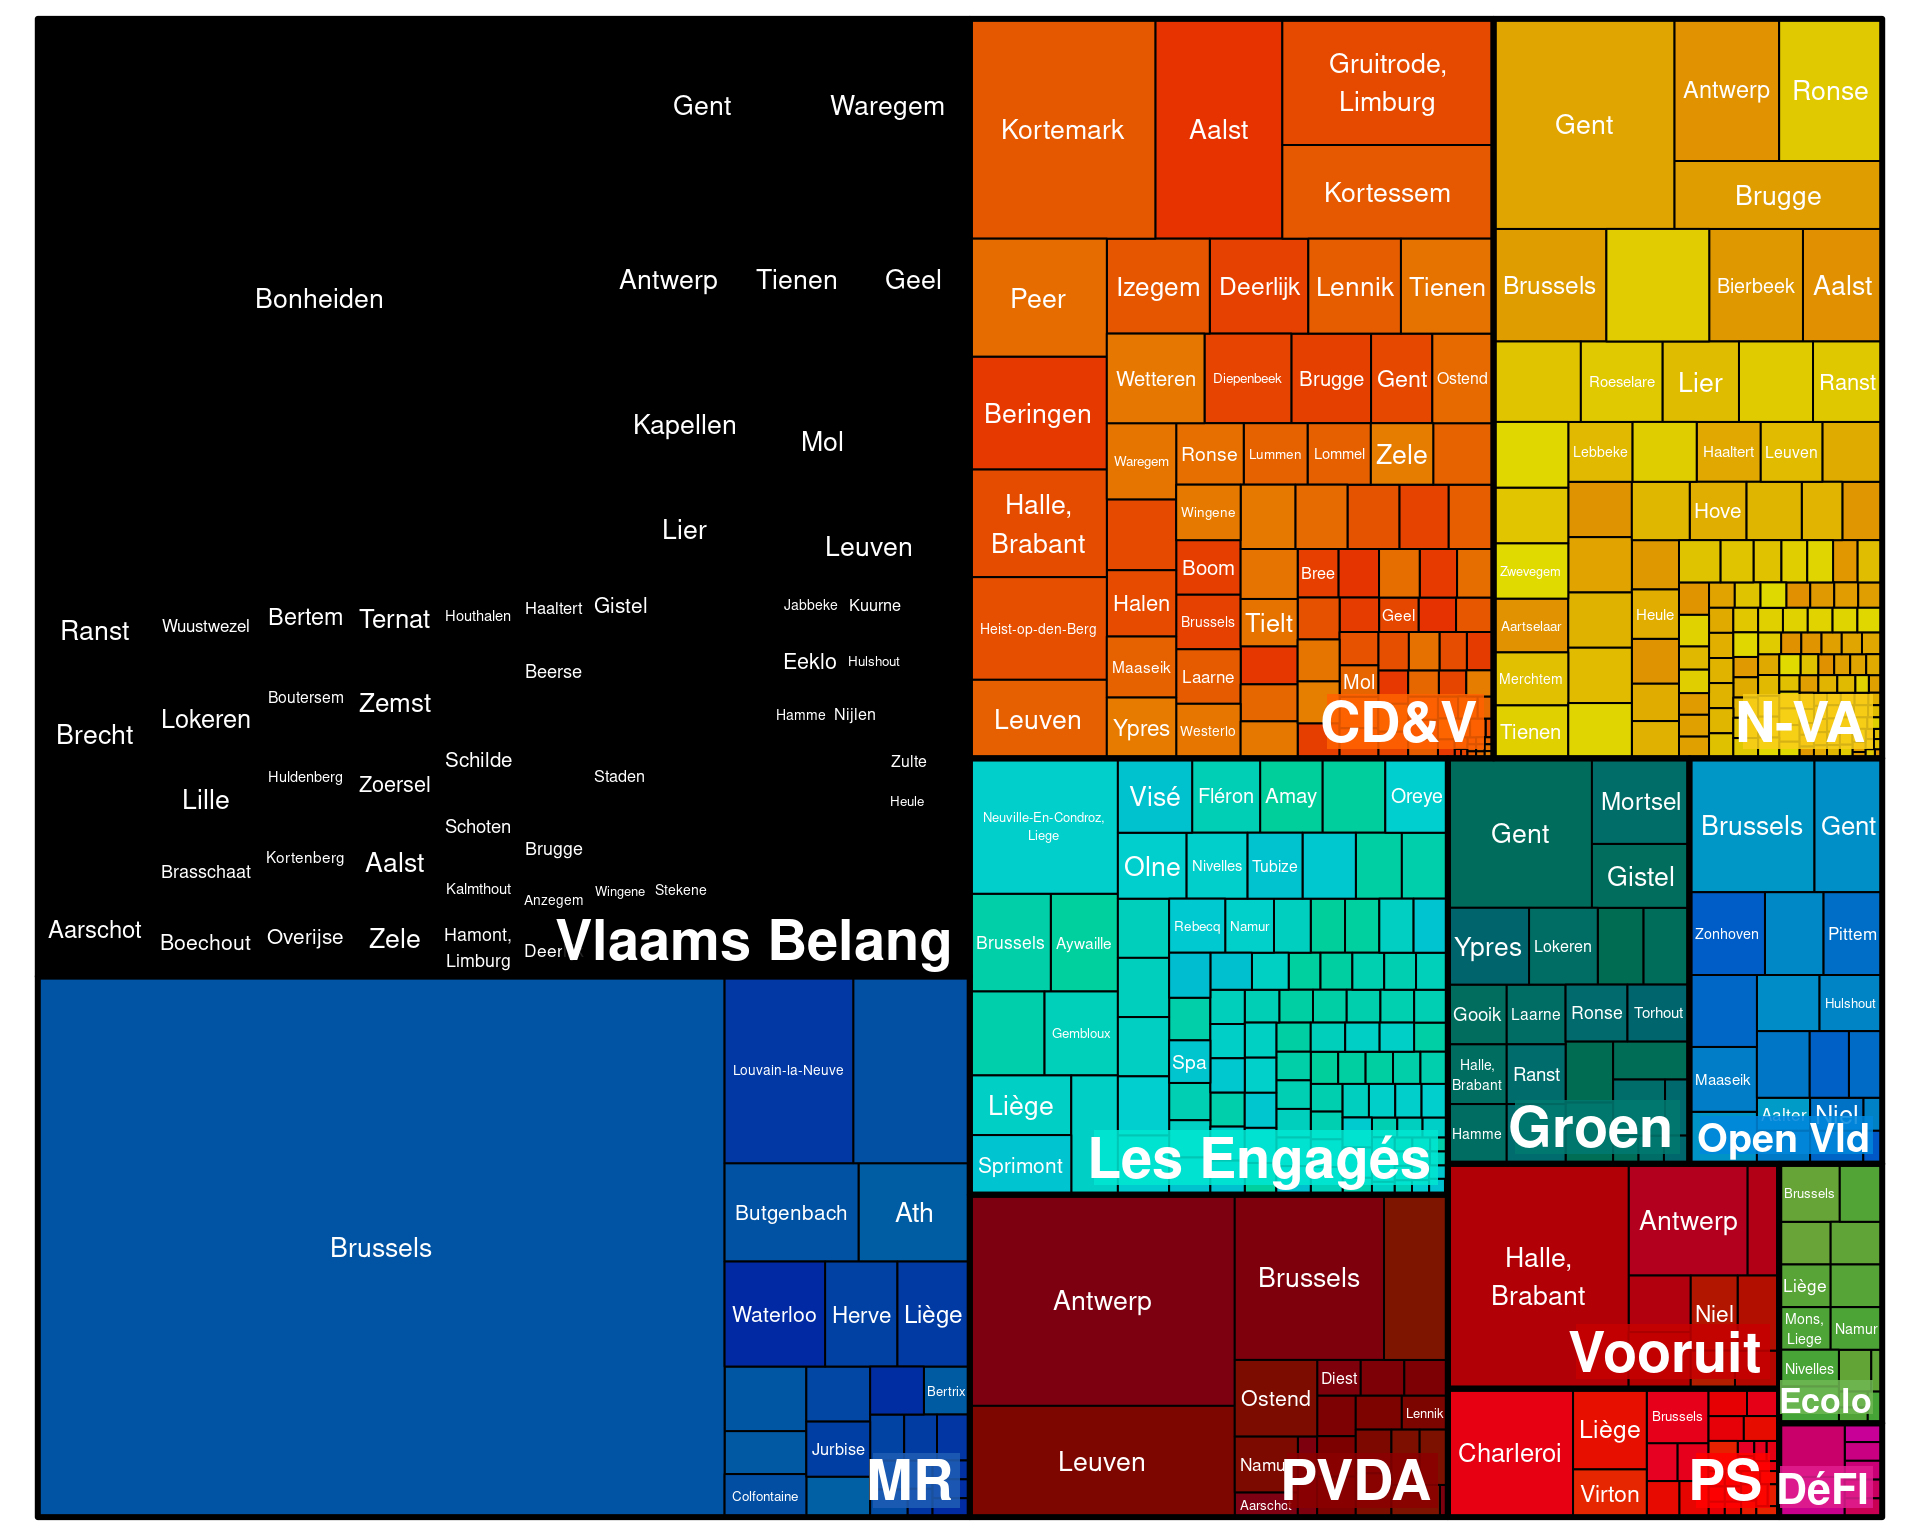 Gent
Waregem
Bonheiden
Antwerp
Tienen
Geel
Kapellen
Mol
Lier
Leuven
Ranst
Wuustwezel
Bertem
Ternat
Houthalen
Haaltert
Gistel
Jabbeke
Kuurne
Beerse
Eeklo
Hulshout
Brecht
Lokeren
Boutersem
Zemst
Hamme
Nijlen
Lille
Huldenberg
Zoersel
Schilde
Staden
Zulte
Heule
Schoten
Brugge
Brasschaat
Kortenberg
Aalst
Kalmthout
Anzegem
Wingene
Stekene
Aarschot
Boechout
Overijse
Zele
Hamont,
Limburg
Deer
Vlaams Belang
Kortemark
Aalst
Gruitrode,
Limburg
Kortessem
Peer
Izegem
Deerlijk
Lennik
Tienen
Beringen
Wetteren
Diepenbeek
Brugge
Gent
Ostend
Halle,
Brabant
Waregem
Ronse
Lummen
Lommel
Zele
Wingene
Heist-op-den-Berg
Halen
Boom
Bree
Brussels
Tielt
Geel
Maaseik
Laarne
Mol
Leuven
Ypres
Westerlo
CD&V
Gent
Antwerp
Ronse
Brugge
Brussels
Bierbeek
Aalst
Roeselare
Lier
Ranst
Lebbeke
Haaltert
Leuven
Hove
Zwevegem
Aartselaar
Heule
Merchtem
Tienen
N-VA
Neuville-En-Condroz,
Liege
Visé
Fléron
Amay
Oreye
Olne
Nivelles
Tubize
Brussels
Aywaille
Rebecq
Namur
Gembloux
Spa
Liège
Sprimont
Les Engagés
Gent
Mortsel
Gistel
Ypres
Lokeren
Gooik
Laarne
Ronse
Torhout
Halle,
Brabant
Ranst
Hamme
Groen
Brussels
Gent
Zonhoven
Pittem
Hulshout
Maaseik
Aalter
Niel
Open Vld
Brussels
Louvain-la-Neuve
Butgenbach
Ath
Waterloo
Herve
Liège
Bertrix
Jurbise
Colfontaine
MR
Antwerp
Brussels
Leuven
Ostend
Diest
Lennik
Namu
Aarschot
PVDA
Halle,
Brabant
Antwerp
Niel
Vooruit
Brussels
Liège
Mons,
Liege
Namur
Nivelles
Ecolo
Charleroi
Liège
Brussels
Virton
PS
DéFI